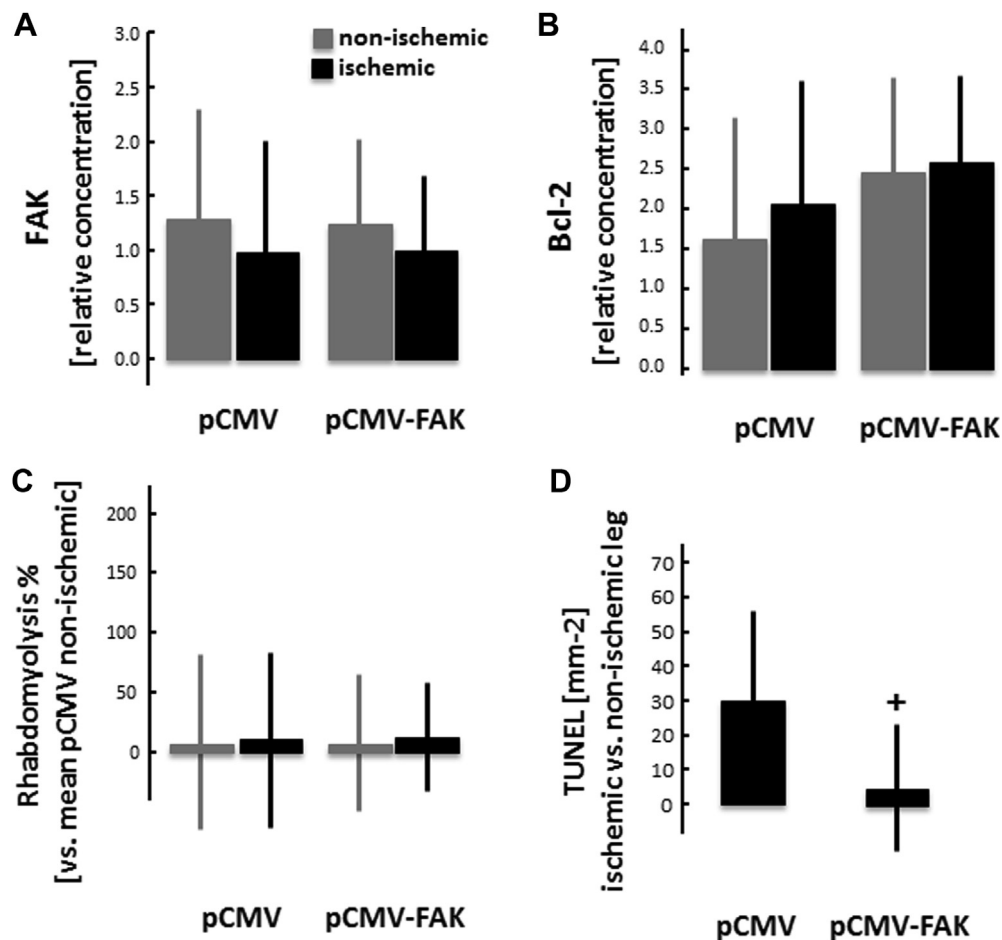 A
3.0
2.5
2.0
1.5
1.0
0.5
0.0
FAK
[relative concentration]
non-ischemic
ischemic
pCMV pCMV-FAK
B
4.0
3.5
3.0
2.5
2.0
1.5
1.0
0.5
0.0
Bcl-2
[relative concentration]
pCMV pCMV-FAK
C
200
150
100
50
0
Rhabdomyolysis %
[vs. mean pCMV non-ischemic]
pCMV pCMV-FAK
D
70
60
50
40
30
20
10
0
TUNEL [mm-2]
ischemic vs. non-ischemic leg
+
pCMV pCMV-FAK